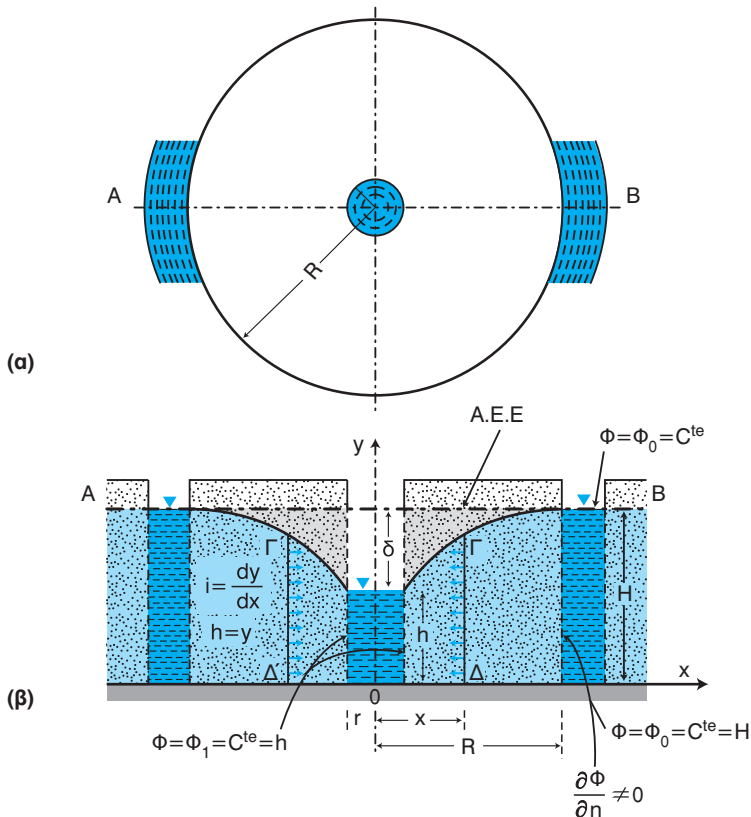 A
B
R
(α)
A.E.E
y
Φ=Φ₀=Cᵗᵉ
A
B
Γ
Γ
δ
i= dy/dx
H
h=y
h
Δ
Δ
x
(β)
0
r
x
Φ=Φ₁=Cᵗᵉ=h
R
Φ=Φ₀=Cᵗᵉ=H
∂Φ/∂n ≠0